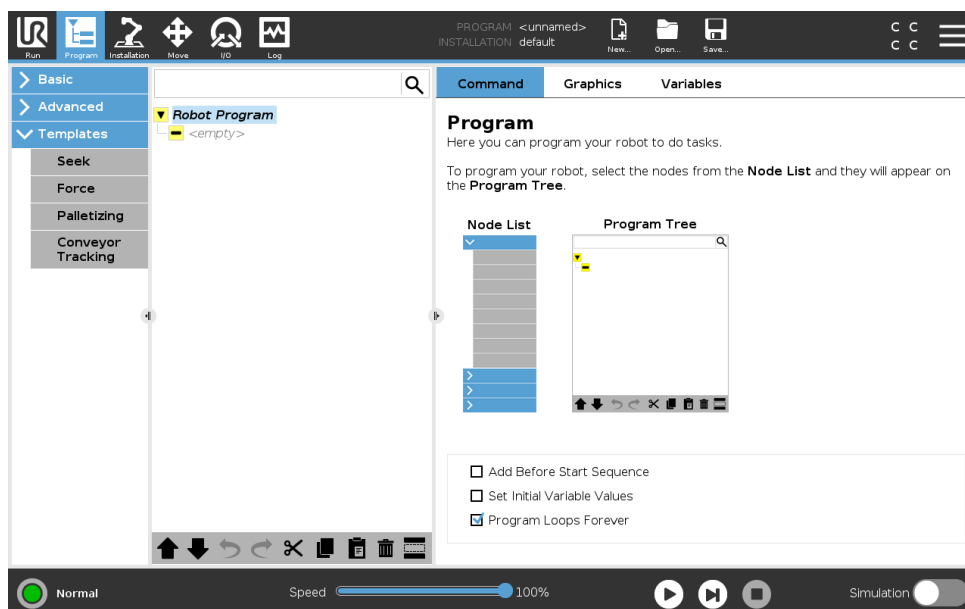 UR
Run
Program
Installation
Move
I/O
Log
PROGRAM <unnamed>
INSTALLATION default
New...
Open...
Save...
C C
C C
Basic
Advanced
Templates
Seek
Force
Palletizing
Conveyor
Tracking
Robot Program
<empty>
Command Graphics Variables
Program
Here you can program your robot to do tasks.
To program your robot, select the nodes from the Node List and they will appear on
the Program Tree.
Node List
Program Tree
Add Before Start Sequence
Set Initial Variable Values
Program Loops Forever
Normal
Speed
100%
Simulation